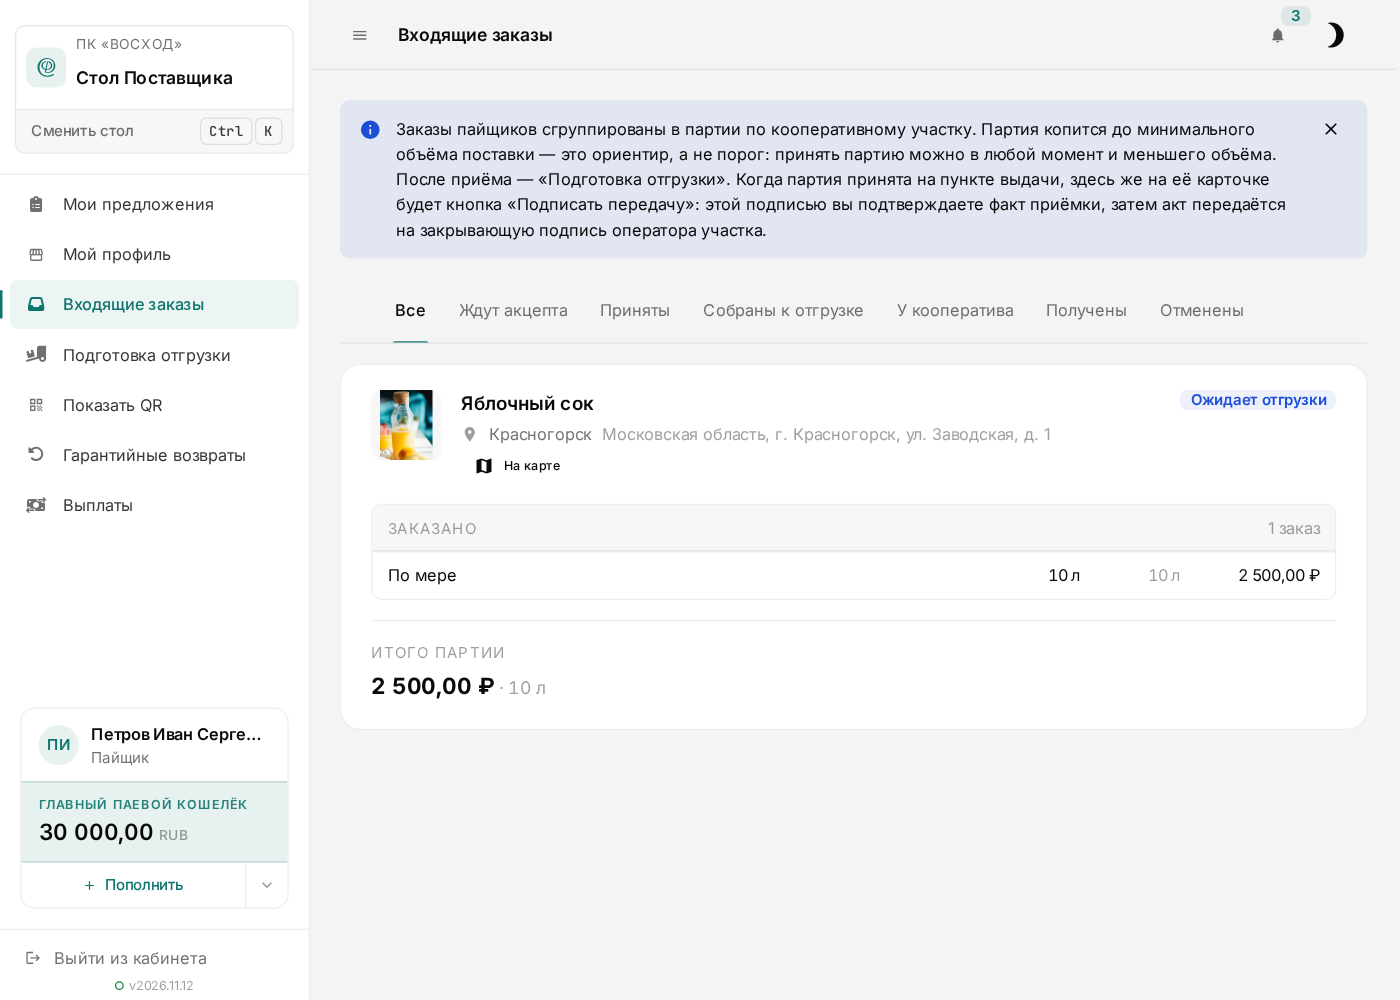 ПК «ВОСХОД»
Стол Поставщика
Сменить стол
Ctrl K
Мои предложения
Мой профиль
Входящие заказы
Подготовка отгрузки
Показать QR
Гарантийные возвраты
Выплаты
ПИ
Петров Иван Серге...
Пайщик
ГЛАВНЫЙ ПАЕВОЙ КОШЕЛЁК
30 000,00 RUB
+ Пополнить
Выйти из кабинета
v2026.11.12
Входящие заказы
3
Заказы пайщиков сгруппированы в партии по кооперативному участку. Партия копится до минимального
объёма поставки — это ориентир, а не порог: принять партию можно в любой момент и меньшего объёма.
После приёма — «Подготовка отгрузки». Когда партия принята на пункте выдачи, здесь же на её карточке
будет кнопка «Подписать передачу»: этой подписью вы подтверждаете факт приёмки, затем акт передаётся
на закрывающую подпись оператора участка.
Все Ждут акцепта Приняты Собраны к отгрузке У кооператива Получены Отменены
Яблочный сок
Ожидает отгрузки
Красногорск Московская область, г. Красногорск, ул. Заводская, д. 1
На карте
ЗАКАЗАНО 1 заказ
По мере 10 л 10 л 2 500,00 ₽
ИТОГО ПАРТИИ
2 500,00 ₽ · 10 л